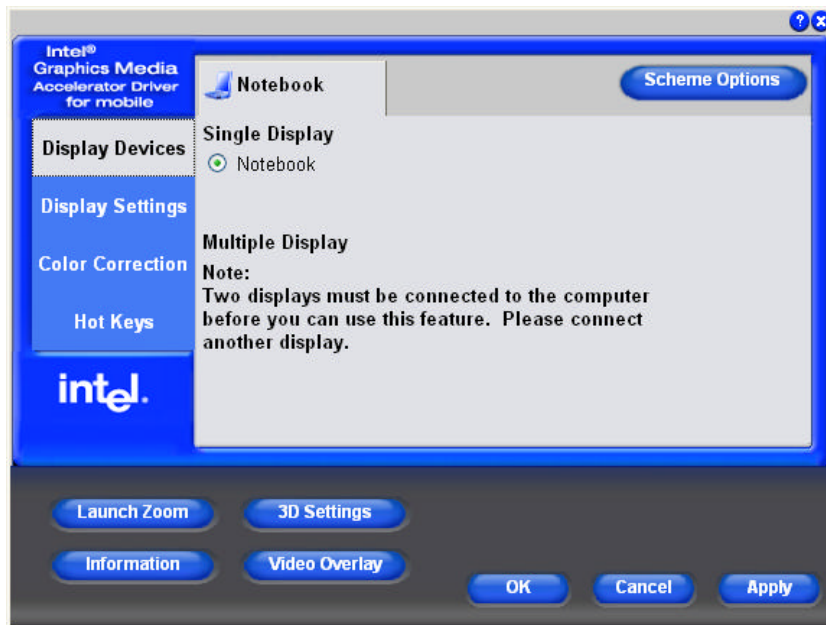 Intel®
Graphics Media
Accelerator Driver
for mobile
Notebook
Scheme Options
Display Devices
Display Settings
Color Correction
Hot Keys
intel.
Single Display
Notebook
Multiple Display
Note:
Two displays must be connected to the computer
before you can use this feature. Please connect
another display.
Launch Zoom
3D Settings
Information
Video Overlay
OK
Cancel
Apply